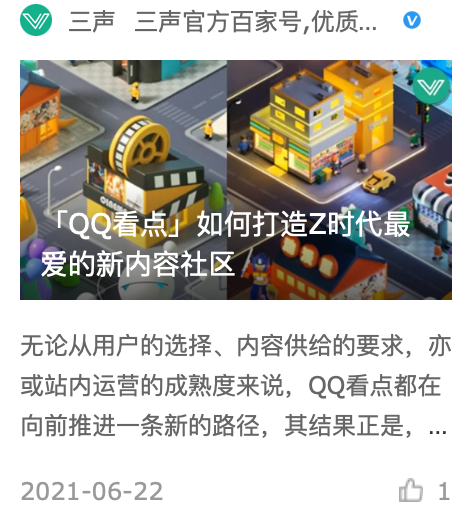 三声 三声官方百家号,优质...
「QQ看点」如何打造Z时代最
爱的新内容社区
无论从用户的选择、内容供给的要求，亦
或站内运营的成熟度来说，QQ看点都在
向前推进一条新的路径，其结果正是，...
2021-06-22 1